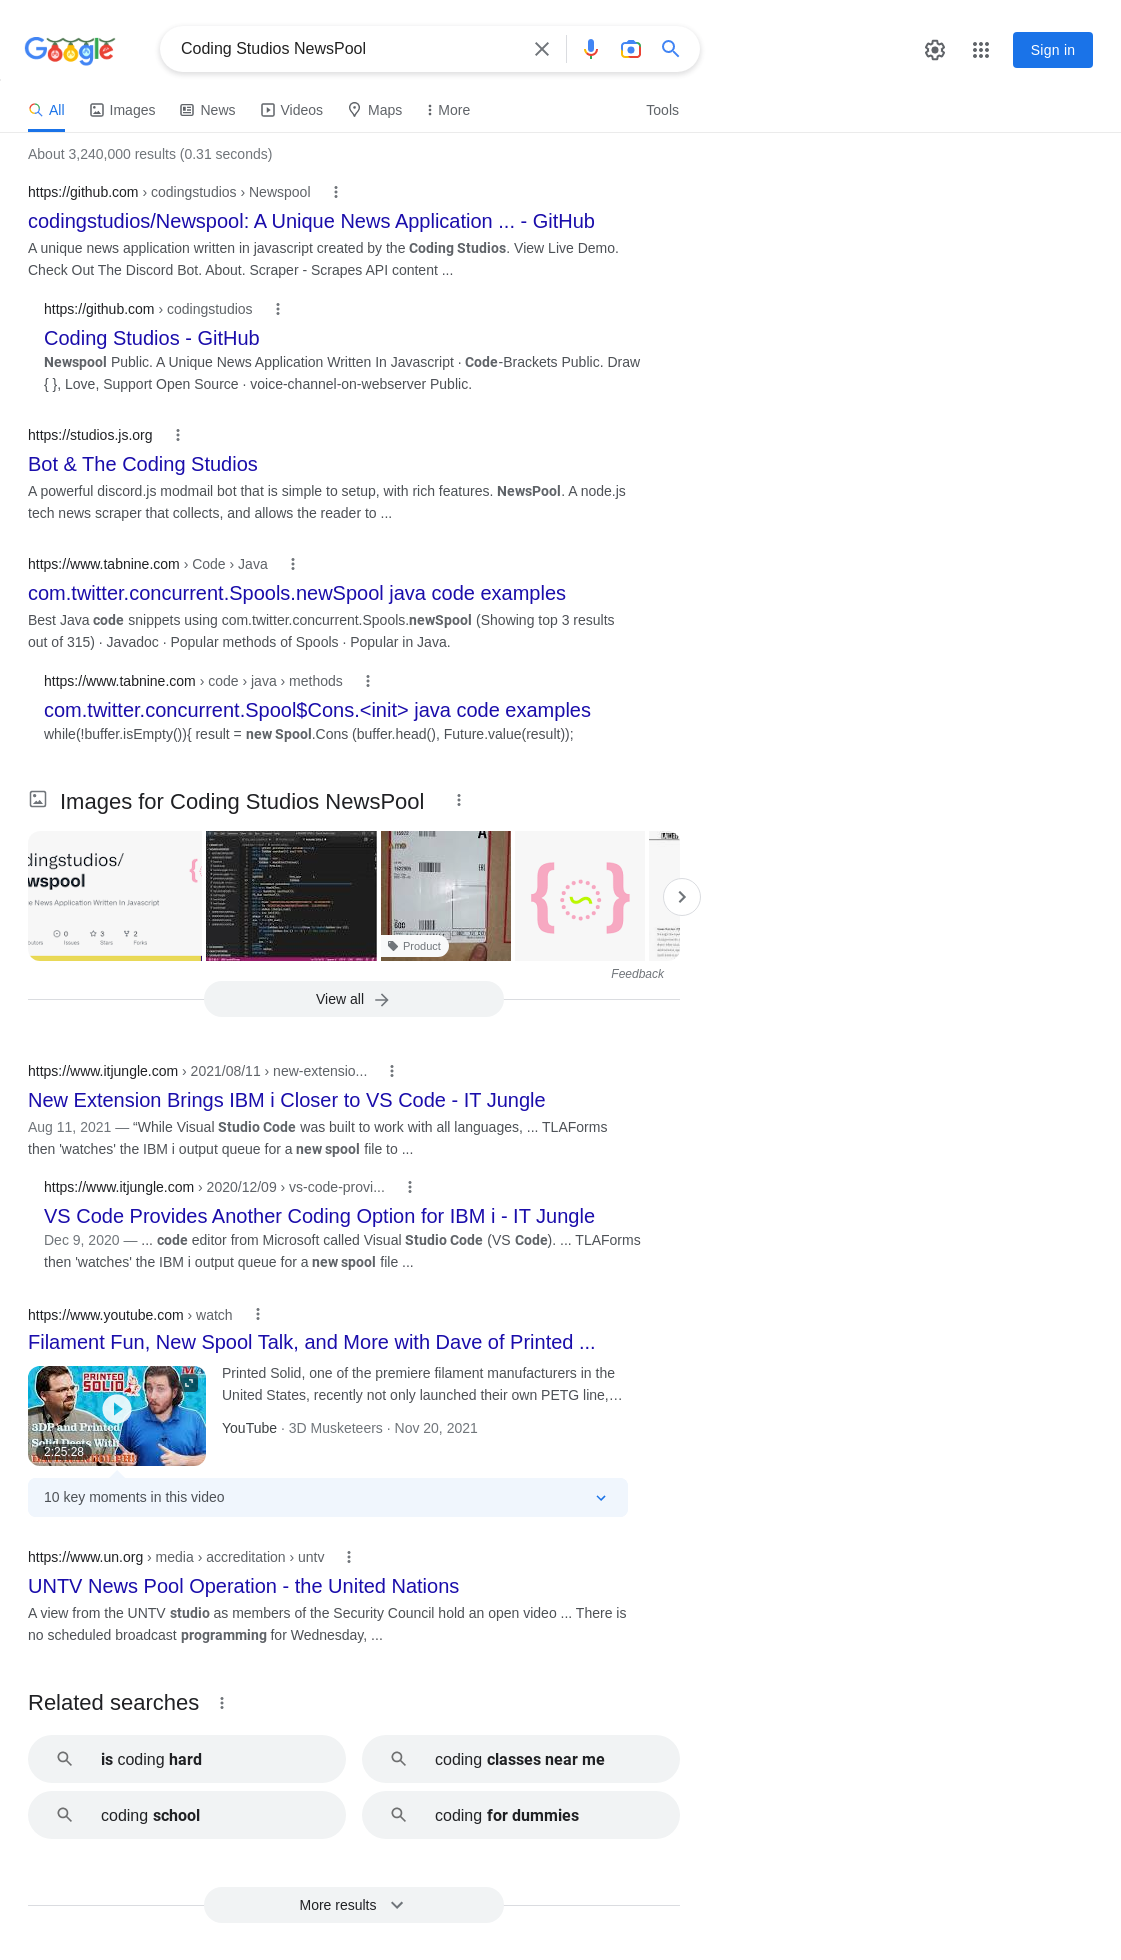 Google
Coding Studios NewsPool
Sign in
All
Images
News
Videos
Maps
More
Tools
About 3,240,000 results (0.31 seconds)
https://github.com › codingstudios › Newspool
codingstudios/Newspool: A Unique News Application ... - GitHub
A unique news application written in javascript created by the Coding Studios. View Live Demo.
Check Out The Discord Bot. About. Scraper - Scrapes API content ...
https://github.com › codingstudios
Coding Studios - GitHub
Newspool Public. A Unique News Application Written In Javascript · Code-Brackets Public. Draw
{ }, Love, Support Open Source · voice-channel-on-webserver Public.
https://studios.js.org
Bot & The Coding Studios
A powerful discord.js modmail bot that is simple to setup, with rich features. NewsPool. A node.js
tech news scraper that collects, and allows the reader to ...
https://www.tabnine.com › Code › Java
com.twitter.concurrent.Spools.newSpool java code examples
Best Java code snippets using com.twitter.concurrent.Spools.newSpool (Showing top 3 results
out of 315) · Javadoc · Popular methods of Spools · Popular in Java.
https://www.tabnine.com › code › java › methods
com.twitter.concurrent.Spool$Cons.<init> java code examples
while(!buffer.isEmpty()){ result = new Spool.Cons (buffer.head(), Future.value(result));
Images for Coding Studios NewsPool
dingstudios/
wspool
e News Application Written In Javascript
0
3
2
utors
Issues
Stars
Forks
Product
Feedback
View all
https://www.itjungle.com › 2021/08/11 › new-extensio...
New Extension Brings IBM i Closer to VS Code - IT Jungle
Aug 11, 2021 — “While Visual Studio Code was built to work with all languages, ... TLAForms
then 'watches' the IBM i output queue for a new spool file to ...
https://www.itjungle.com › 2020/12/09 › vs-code-provi...
VS Code Provides Another Coding Option for IBM i - IT Jungle
Dec 9, 2020 — ... code editor from Microsoft called Visual Studio Code (VS Code). ... TLAForms
then 'watches' the IBM i output queue for a new spool file ...
https://www.youtube.com › watch
Filament Fun, New Spool Talk, and More with Dave of Printed ...
PRINTED
SOLID
3DP and Printed
Solid Deets With
2:25:28
Printed Solid, one of the premiere filament manufacturers in the
United States, recently not only launched their own PETG line,…
YouTube · 3D Musketeers · Nov 20, 2021
10 key moments in this video
https://www.un.org › media › accreditation › untv
UNTV News Pool Operation - the United Nations
A view from the UNTV studio as members of the Security Council hold an open video ... There is
no scheduled broadcast programming for Wednesday, ...
Related searches
is coding hard
coding classes near me
coding school
coding for dummies
More results